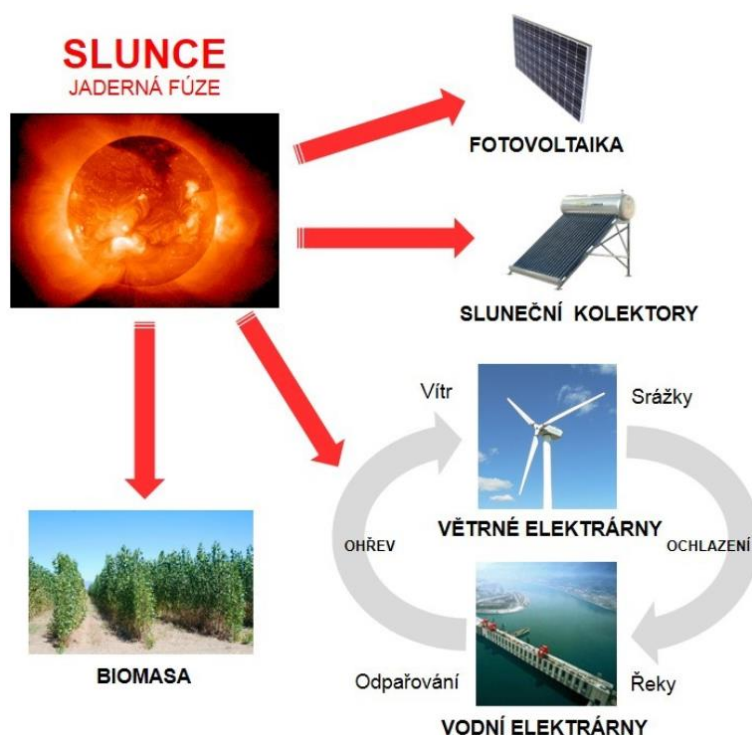 SLUNCE
JADERNÁ FÚZE
FOTOVOLTAIKA
SLUNEČNÍ KOLEKTORY
Vítr
Srážky
VĚTRNÉ ELEKTRÁRNY
OHŘEV
OCHLAZENÍ
BIOMASA
Odpařování
Řeky
VODNÍ ELEKTRÁRNY